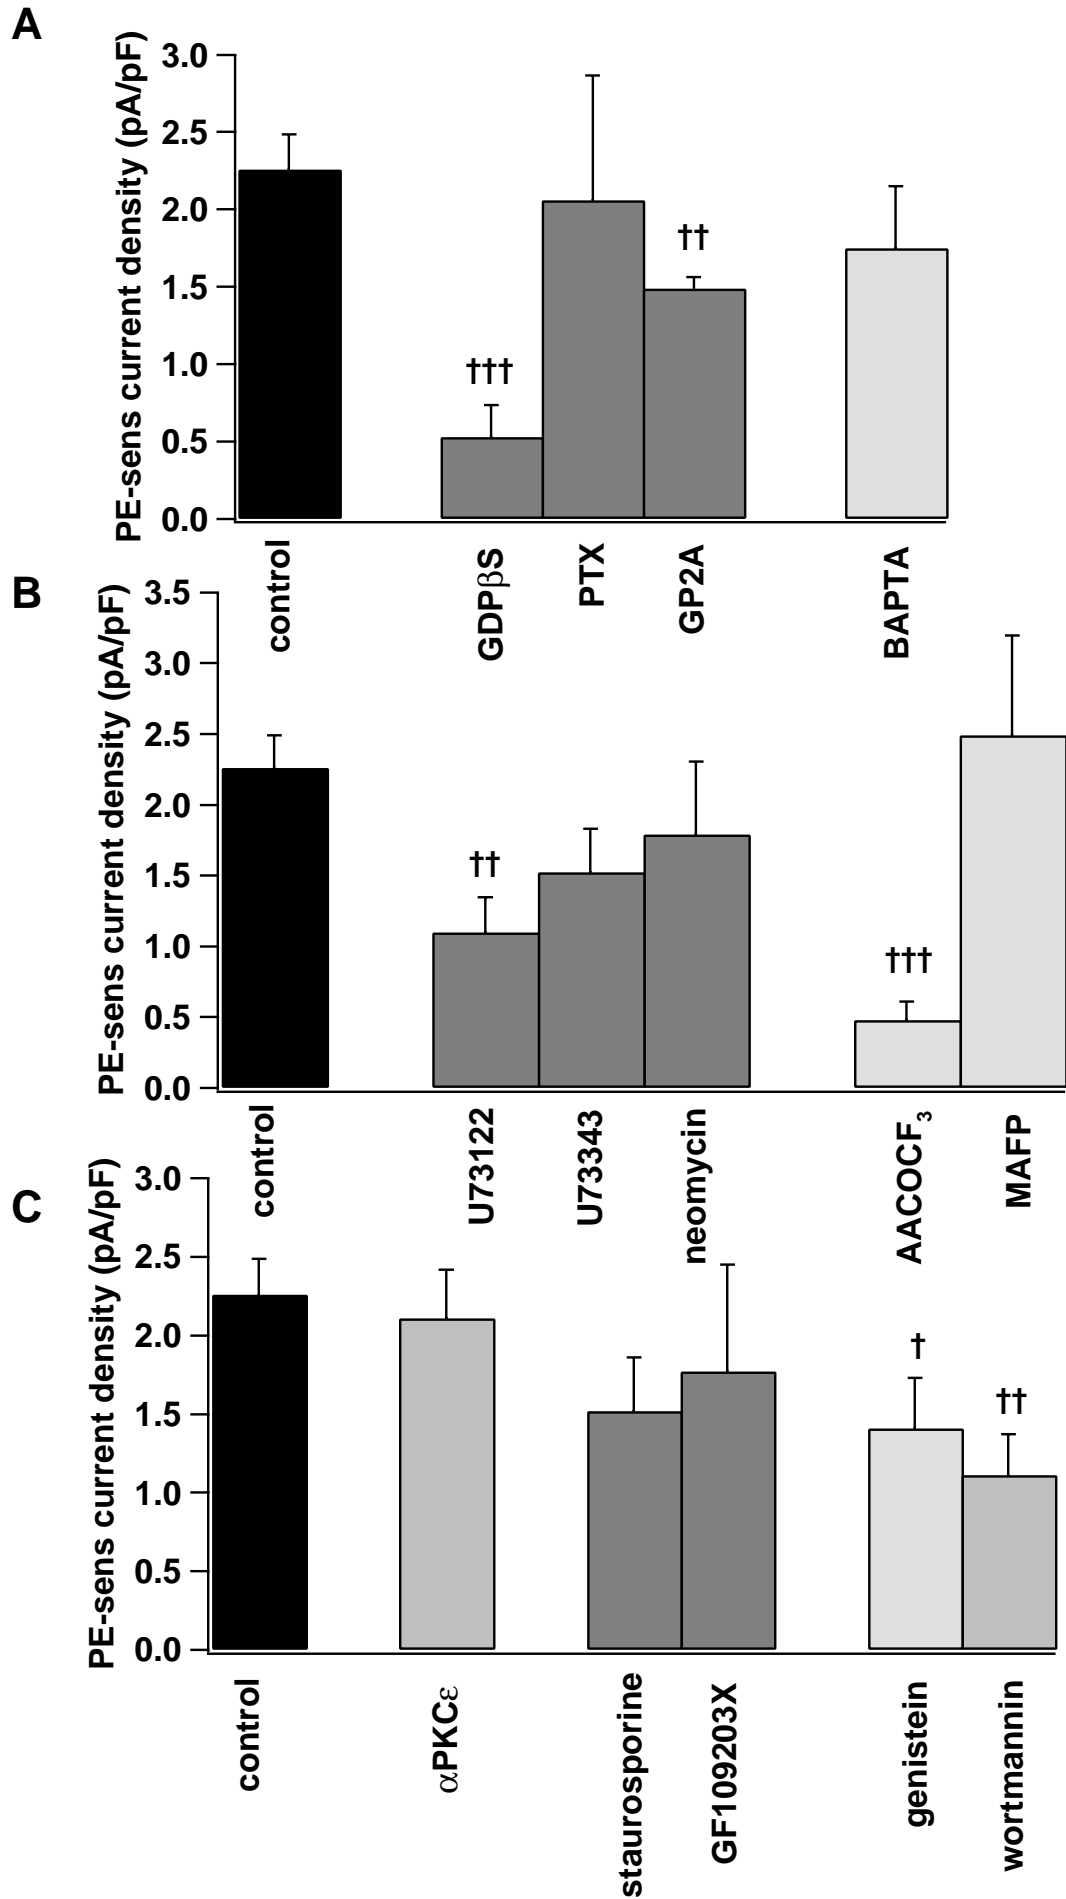 A
PE-sens current density (pA/pF)
3.0
2.5
2.0
1.5
1.0
0.5
0.0
†††
††
control
GDPβS
PTX
GP2A
BAPTA
B
PE-sens current density (pA/pF)
3.5
3.0
2.5
2.0
1.5
1.0
0.5
0.0
††
†††
control
U73122
U73343
neomycin
AACOCF₃
MAFP
C
PE-sens current density (pA/pF)
3.0
2.5
2.0
1.5
1.0
0.5
0.0
†
††
control
αPKCε
staurosporine
GF109203X
genistein
wortmannin